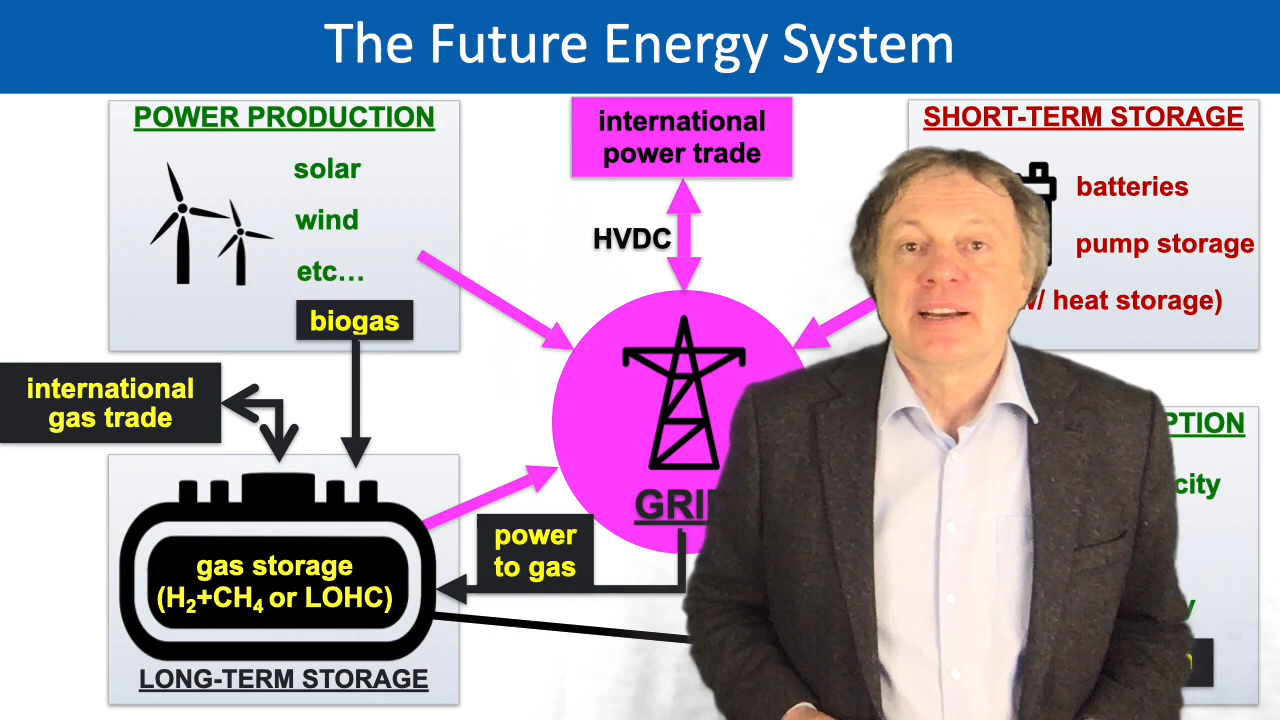 The Future Energy System
POWER PRODUCTION
solar
wind
etc…
biogas
international
power trade
HVDC
SHORT-TERM STORAGE
batteries
pump storage
heat storage)
international
gas trade
gas storage
(H₂+CH₄ or LOHC)
LONG-TERM STORAGE
power
to gas